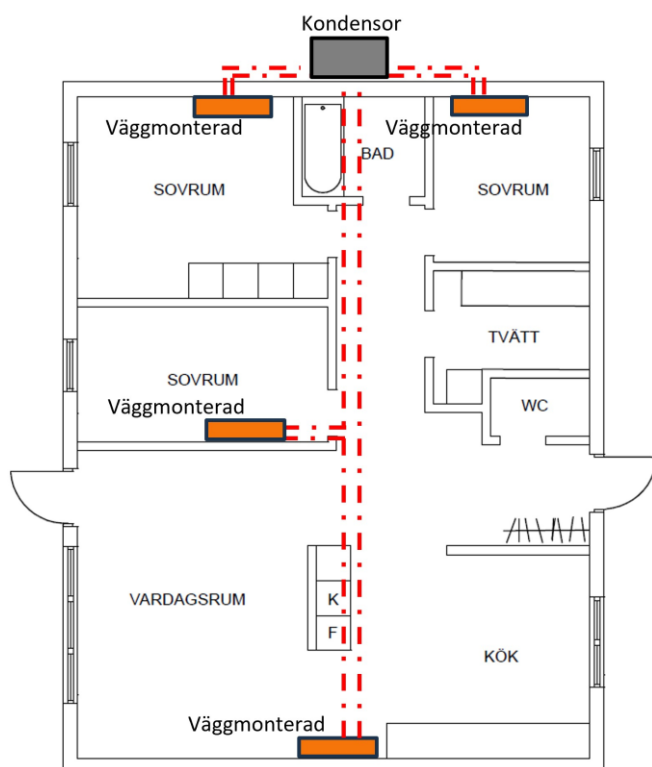 Kondensor
Väggmonterad
Väggmonterad
BAD
SOVRUM
SOVRUM
TVÄTT
SOVRUM
Väggmonterad
WC
VARDAGSRUM
K
F
KÖK
Väggmonterad